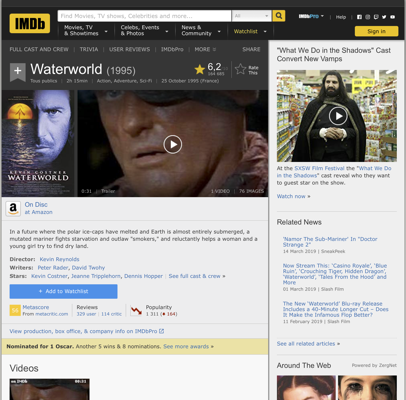 IMDb
Find Movies, TV shows, Celebrities and more...
All
IMDbPro
Help
Movies, TV
& Showtimes
Celebs, Events
& Photos
News &
Community
Watchlist
Sign in
FULL CAST AND CREW | TRIVIA | USER REVIEWS | IMDbPro | MORE
SHARE
Waterworld (1995)
Tous publics | 2h 15min | Action, Adventure, Sci-Fi | 25 October 1995 (France)
6,2
Rate
This
WATERWORLD
0:31 | Trailer
1 VIDEO | 76 IMAGES
On Disc
at Amazon
In a future where the polar ice-caps have melted and Earth is almost entirely submerged, a
mutated mariner fights starvation and outlaw "smokers," and reluctantly helps a woman and a
young girl try to find dry land.
Director: Kevin Reynolds
Writers: Peter Rader, David Twohy
Stars: Kevin Costner, Jeanne Tripplehorn, Dennis Hopper | See full cast & crew »
+ Add to Watchlist
Metascore
From metacritic.com
Reviews
329 user | 114 critic
Popularity
1 311 ( 164)
View production, box office, & company info on IMDbPro
Nominated for 1 Oscar. Another 5 wins & 8 nominations. See more awards »
Videos
"What We Do in the Shadows" Cast
Convert New Vamps
At the SXSW Film Festival the "What We Do
in the Shadows" cast reveal who they want
to guest star on the show.
Watch now »
Related News
'Namor The Sub-Mariner' In "Doctor
Strange 2"
14 March 2019 | SneakPeek
Now Stream This: 'Casino Royale', 'Blue
Ruin', 'Crouching Tiger, Hidden Dragon',
'Waterworld', 'Tales From the Hood' and
More
01 March 2019 | Slash Film
The New 'Waterworld' Blu-ray Release
Includes a 40-Minute Longer Cut – Does
It Make the Infamous Flop Better?
11 February 2019 | Slash Film
See all related articles »
Around The Web
Powered by ZergNet